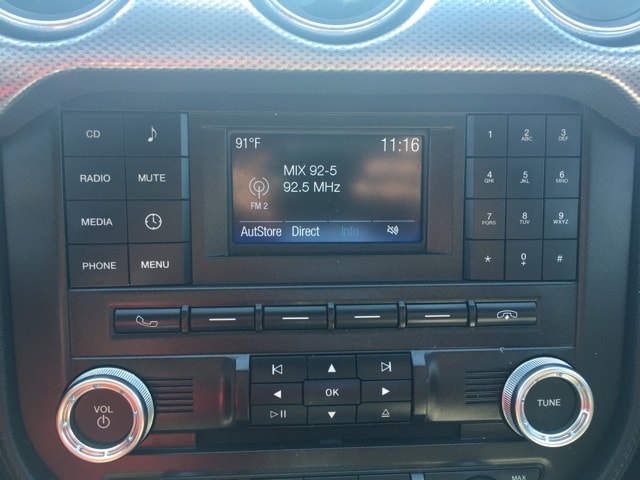 91°F 11:16
MIX 92-5
92.5 MHz
FM 2
AutStore Direct Info
CD
RADIO MUTE
MEDIA
PHONE MENU
1 2 ABC 3 DEF
4 GHI 5 JKL 6 MNO
7 PQRS 8 TUV 9 WXYZ
* 0 + #
OK
VOL
TUNE
MAX